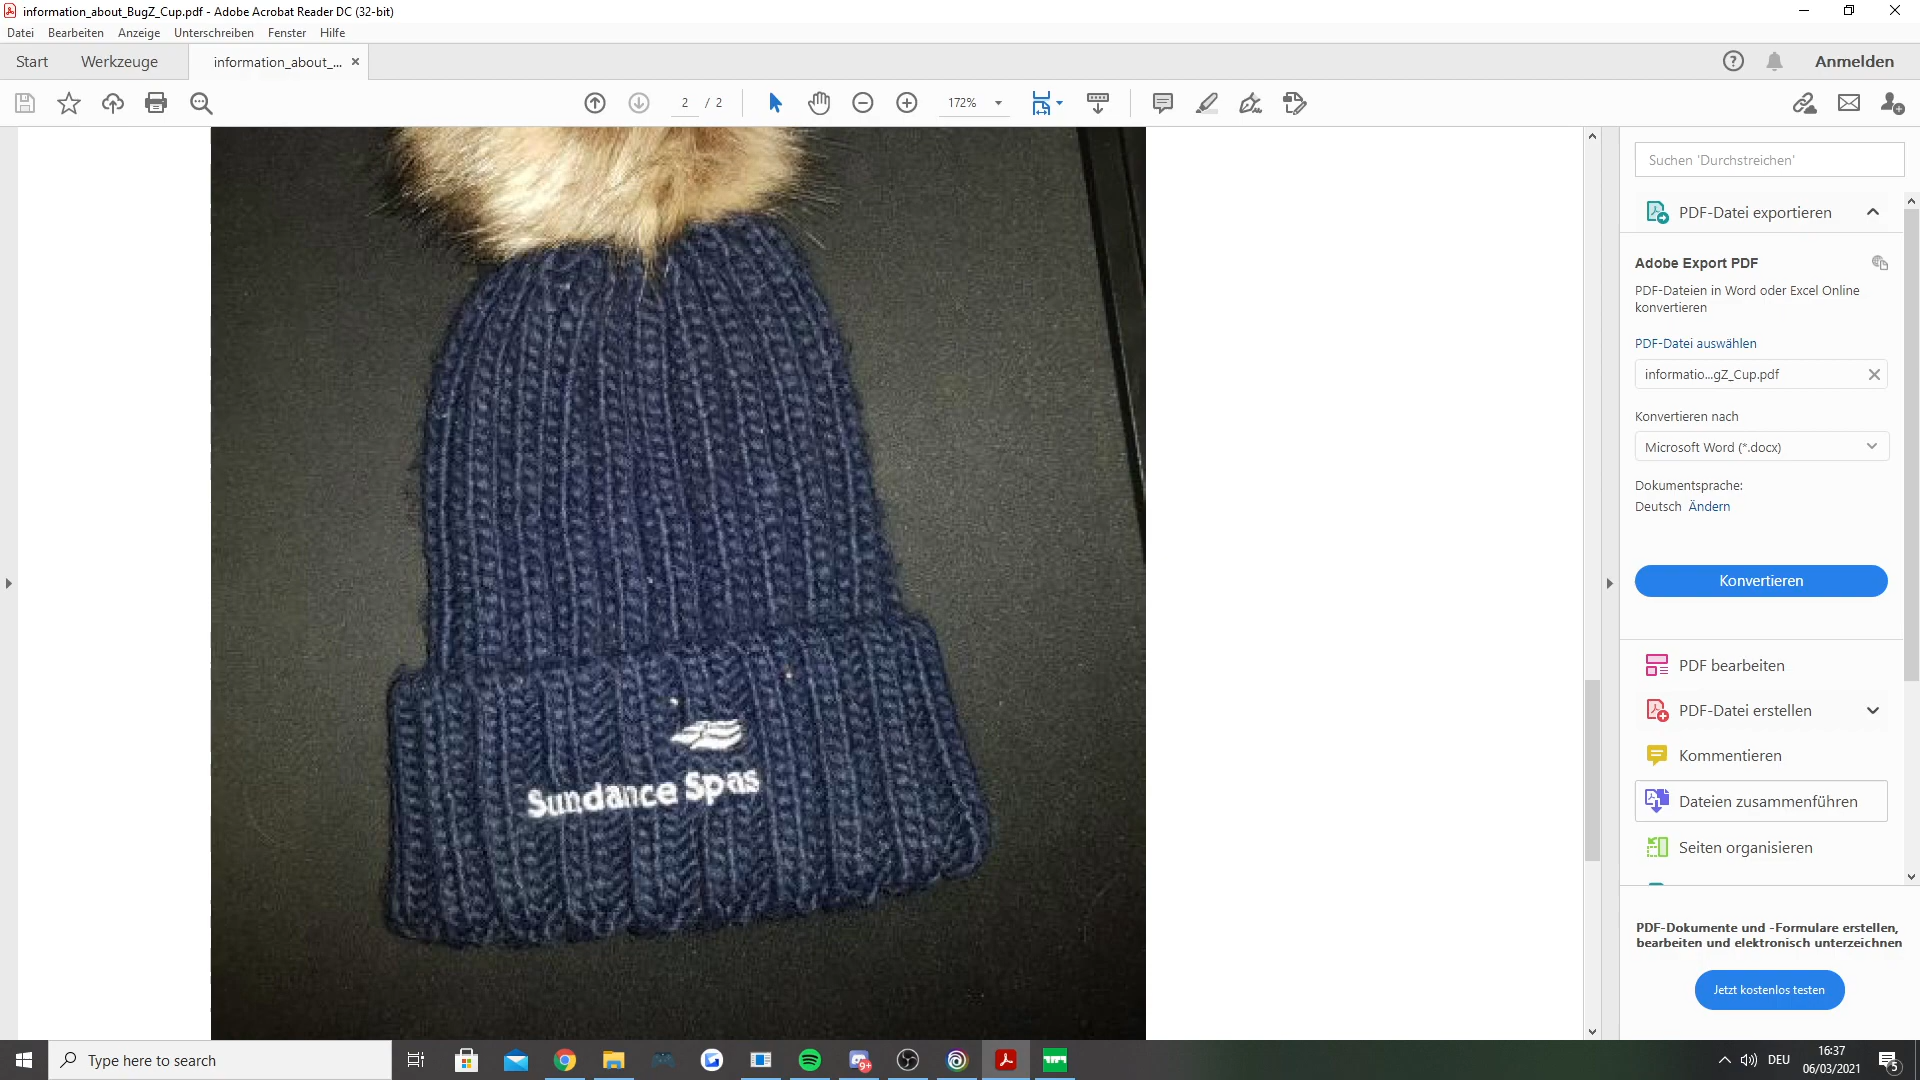 information_about_BugZ_Cup.pdf - Adobe Acrobat Reader DC (32-bit)
Datei Bearbeiten Anzeige Unterschreiben Fenster Hilfe
Start Werkzeuge information_about_... Anmelden
2 / 2 172%
Suchen 'Durchstreichen'
PDF-Datei exportieren
Adobe Export PDF
PDF-Dateien in Word oder Excel Online
konvertieren
PDF-Datei auswählen
informatio...gZ_Cup.pdf
Konvertieren nach
Microsoft Word (*.docx)
Dokumentsprache:
Deutsch Ändern
Konvertieren
PDF bearbeiten
PDF-Datei erstellen
Kommentieren
Dateien zusammenführen
Seiten organisieren
PDF-Dokumente und -Formulare erstellen,
bearbeiten und elektronisch unterzeichnen
Jetzt kostenlos testen
Sundance Spas
Type here to search
9+
DEU
16:37
06/03/2021
5